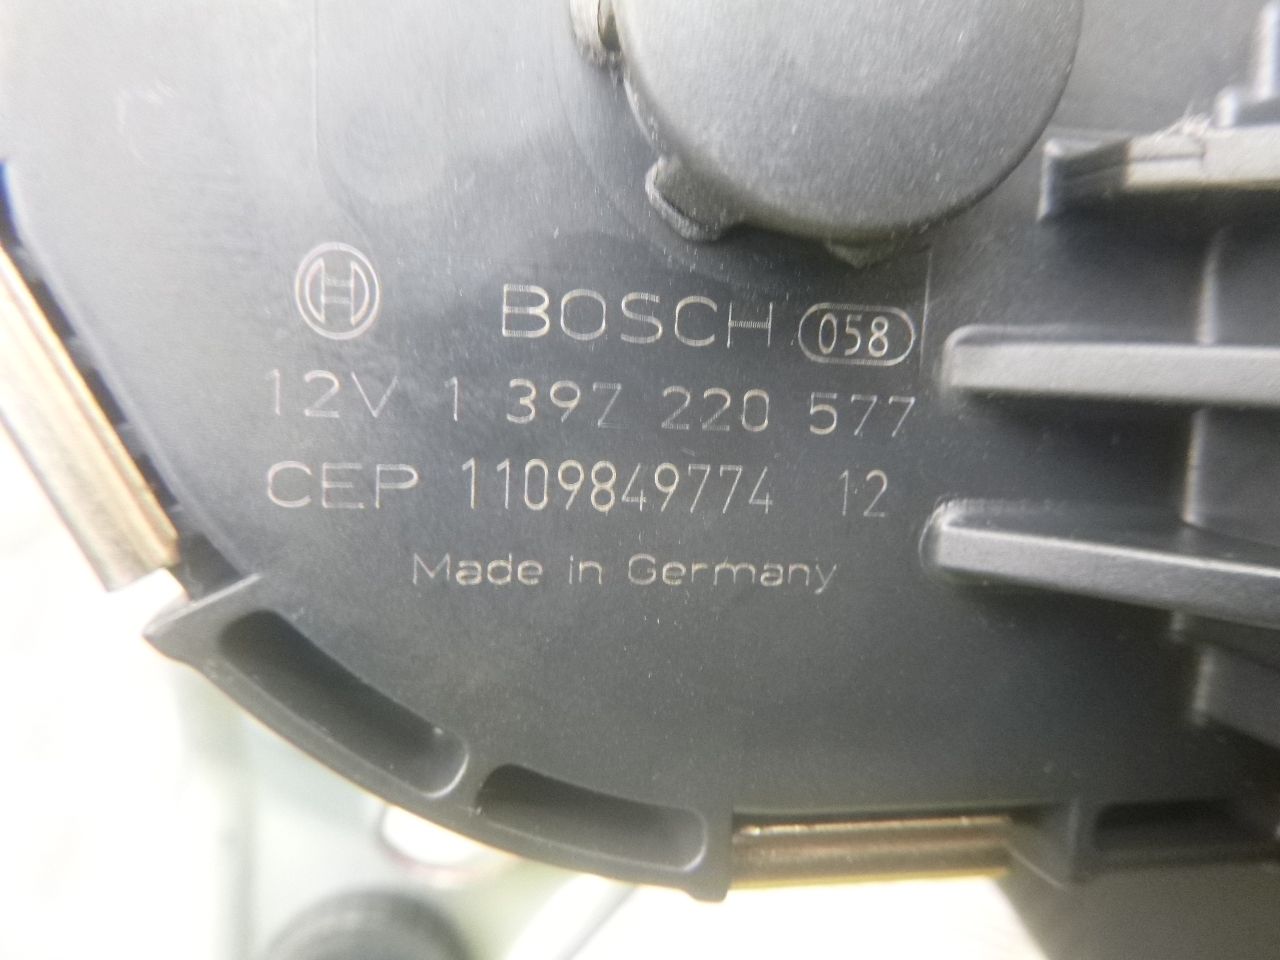 BOSCH 058
12V 1 397 220 577
CEP 1109849774 12
Made in Germany